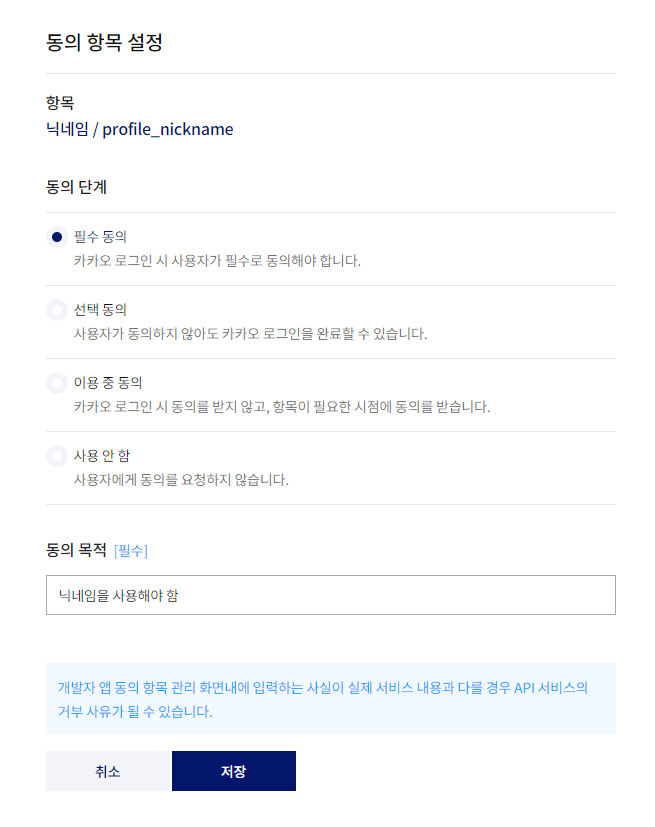 동의 항목 설정
항목
닉네임 / profile_nickname
동의 단계
필수 동의
카카오 로그인 시 사용자가 필수로 동의해야 합니다.
선택 동의
사용자가 동의하지 않아도 카카오 로그인을 완료할 수 있습니다.
이용 중 동의
카카오 로그인 시 동의를 받지 않고, 항목이 필요한 시점에 동의를 받습니다.
사용 안 함
사용자에게 동의를 요청하지 않습니다.
동의 목적 [필수]
닉네임을 사용해야 함
개발자 앱 동의 항목 관리 화면내에 입력하는 사실이 실제 서비스 내용과 다를 경우 API 서비스의
거부 사유가 될 수 있습니다.
취소 저장